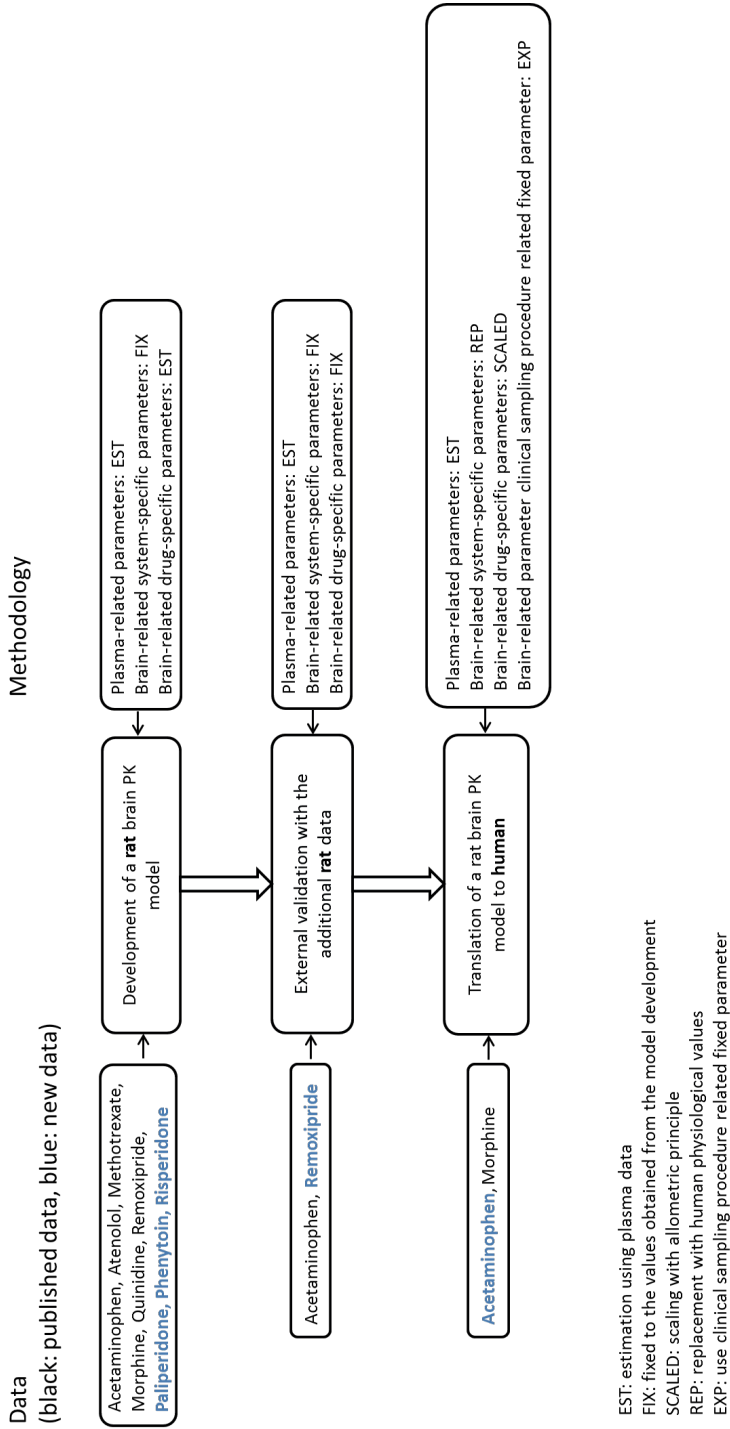 Data
(black: published data, blue: new data)
Methodology
Acetaminophen, Atenolol, Methotrexate,
Morphine, Quinidine, Remoxipride,
Paliperidone, Phenytoin, Risperidone
Development of a rat brain PK
model
Plasma-related parameters: EST
Brain-related system-specific parameters: FIX
Brain-related drug-specific parameters: EST
Acetaminophen, Remoxipride
External validation with the
additional rat data
Plasma-related parameters: EST
Brain-related system-specific parameters: FIX
Brain-related drug-specific parameters: FIX
Acetaminophen, Morphine
Translation of a rat brain PK
model to human
Plasma-related parameters: EST
Brain-related system-specific parameters: REP
Brain-related drug-specific parameters: SCALED
Brain-related parameter clinical sampling procedure related fixed parameter: EXP
EST: estimation using plasma data
FIX: fixed to the values obtained from the model development
SCALED: scaling with allometric principle
REP: replacement with human physiological values
EXP: use clinical sampling procedure related fixed parameter